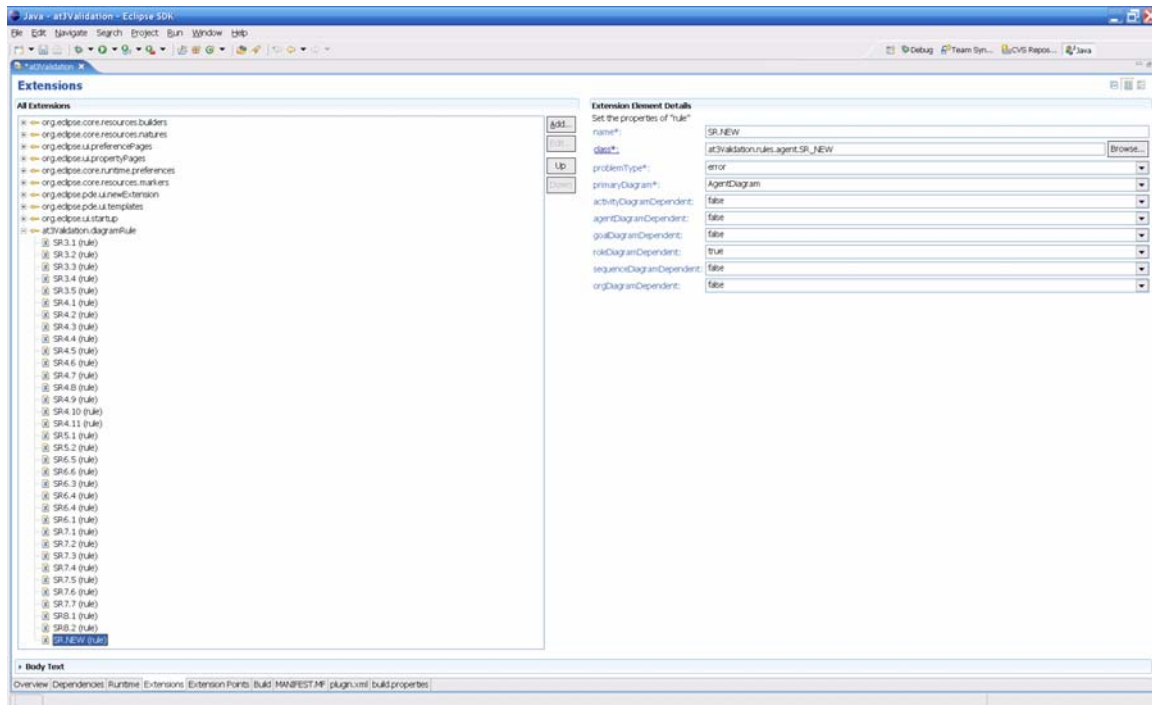 Java - at3Validation - Eclipse SDK
File Edit Navigate Search Project Run Window Help
Debug Team Syn... CVS Repos... Java
*at3Validation
Extensions
All Extensions
org.eclipse.core.resources.builders
org.eclipse.core.resources.natures
org.eclipse.ui.preferencePages
org.eclipse.ui.propertyPages
org.eclipse.core.runtime.preferences
org.eclipse.core.resources.markers
org.eclipse.pde.ui.newExtension
org.eclipse.pde.ui.templates
org.eclipse.ui.startup
at3Validation.diagramRule
SR3.1 (rule)
SR3.2 (rule)
SR3.3 (rule)
SR3.4 (rule)
SR3.5 (rule)
SR4.1 (rule)
SR4.2 (rule)
SR4.3 (rule)
SR4.4 (rule)
SR4.5 (rule)
SR4.6 (rule)
SR4.7 (rule)
SR4.8 (rule)
SR4.9 (rule)
SR4.10 (rule)
SR4.11 (rule)
SR5.1 (rule)
SR5.2 (rule)
SR6.5 (rule)
SR6.6 (rule)
SR6.3 (rule)
SR6.4 (rule)
SR6.4 (rule)
SR6.1 (rule)
SR7.1 (rule)
SR7.2 (rule)
SR7.3 (rule)
SR7.4 (rule)
SR7.5 (rule)
SR7.6 (rule)
SR7.7 (rule)
SR8.1 (rule)
SR8.2 (rule)
SR.NEW (rule)
Add...
Edit...
Up
Down
Extension Element Details
Set the properties of "rule"
name*: SR.NEW
class*: at3Validation.rules.agent.SR_NEW Browse...
problemType*: error
primaryDiagram*: AgentDiagram
activityDiagramDependent: false
agentDiagramDependent: false
goalDiagramDependent: false
roleDiagramDependent: true
sequenceDiagramDependent: false
orgDiagramDependent: false
Body Text
Overview Dependencies Runtime Extensions Extension Points Build MANIFEST.MF plugin.xml build.properties